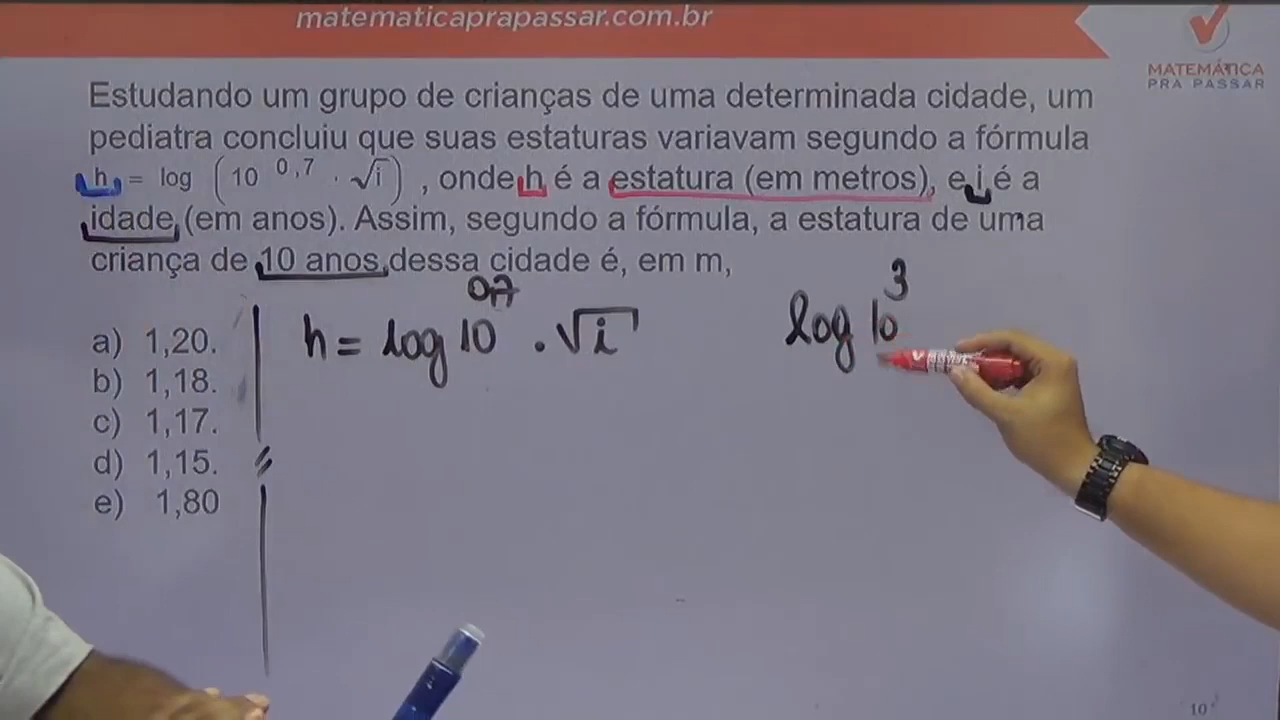 matematicaprapassar.com.br
MATEMÁTICA
PRA PASSAR
Estudando um grupo de crianças de uma determinada cidade, um
pediatra concluiu que suas estaturas variavam segundo a fórmula
h = log (10 0,7 · √i) , onde h é a estatura (em metros), e i é a
idade (em anos). Assim, segundo a fórmula, a estatura de uma
criança de 10 anos dessa cidade é, em m,
a) 1,20.
b) 1,18.
c) 1,17.
d) 1,15.
e) 1,80
h = log 10 0,7 . √i
log 10 3
10